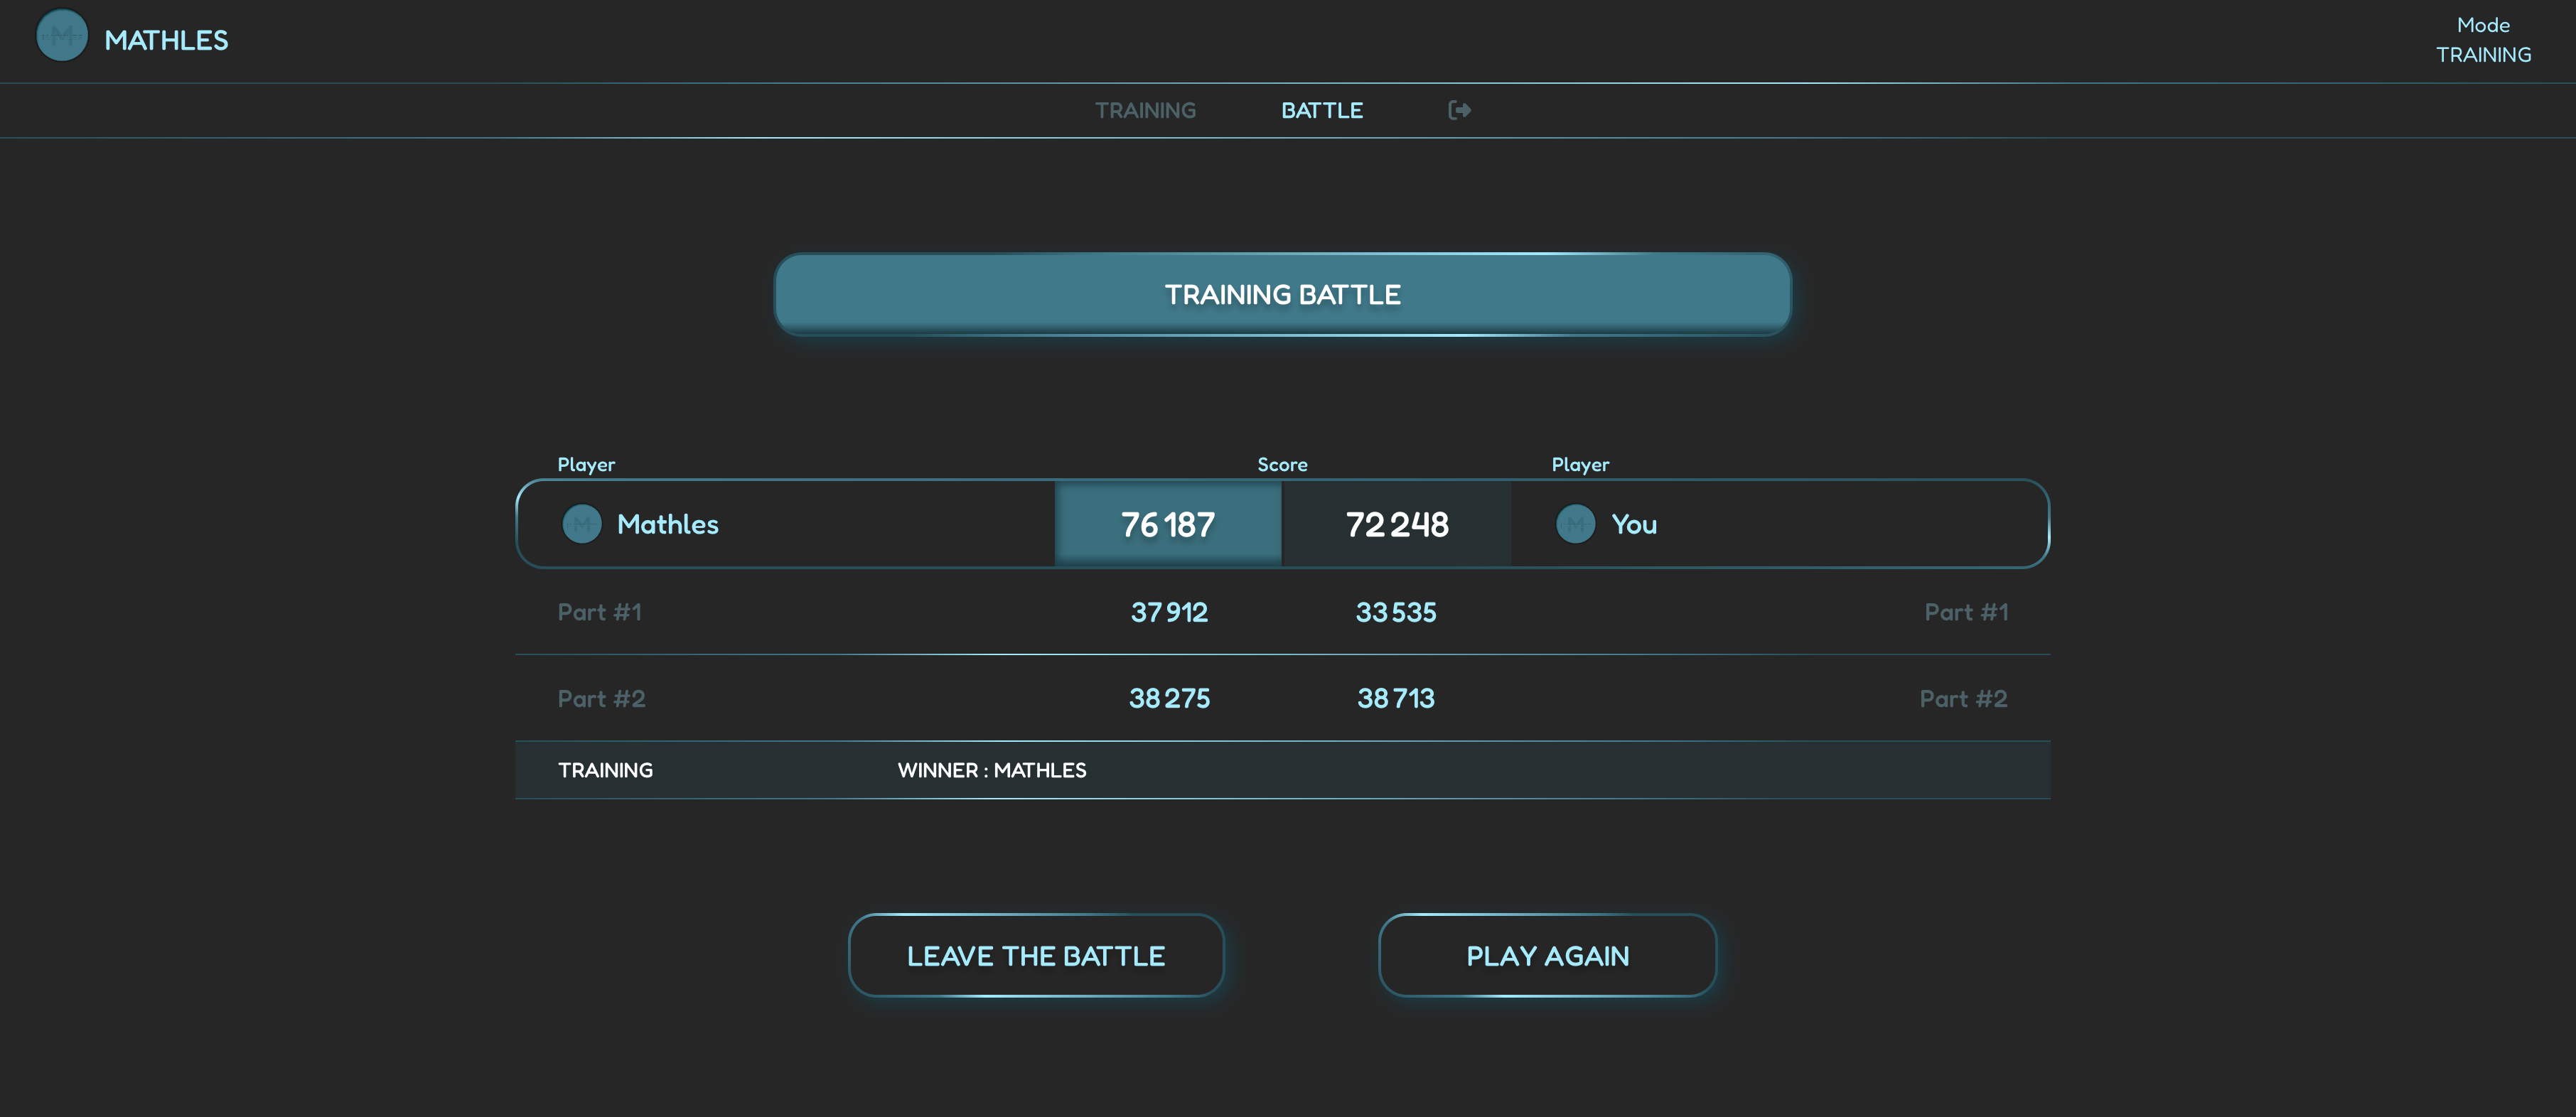 MATHLES
Mode
TRAINING
TRAINING BATTLE
TRAINING BATTLE
Player Score Player
Mathles 76 187 72 248 You
Part #1 37 912 33 535 Part #1
Part #2 38 275 38 713 Part #2
TRAINING WINNER : MATHLES
LEAVE THE BATTLE PLAY AGAIN